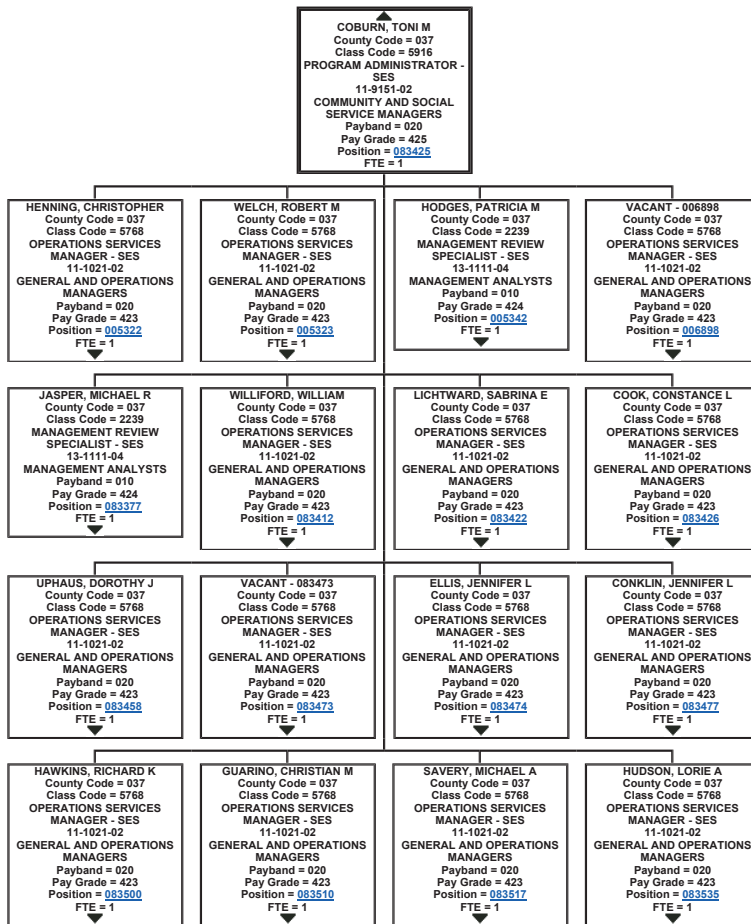 COBURN, TONI M
County Code = 037
Class Code = 5916
PROGRAM ADMINISTRATOR -
SES
11-9151-02
COMMUNITY AND SOCIAL
SERVICE MANAGERS
Payband = 020
Pay Grade = 425
Position = 083425
FTE = 1
HENNING, CHRISTOPHER
County Code = 037
Class Code = 5768
OPERATIONS SERVICES
MANAGER - SES
11-1021-02
GENERAL AND OPERATIONS
MANAGERS
Payband = 020
Pay Grade = 423
Position = 005322
FTE = 1
WELCH, ROBERT M
County Code = 037
Class Code = 5768
OPERATIONS SERVICES
MANAGER - SES
11-1021-02
GENERAL AND OPERATIONS
MANAGERS
Payband = 020
Pay Grade = 423
Position = 005323
FTE = 1
HODGES, PATRICIA M
County Code = 037
Class Code = 2239
MANAGEMENT REVIEW
SPECIALIST - SES
13-1111-04
MANAGEMENT ANALYSTS
Payband = 010
Pay Grade = 424
Position = 005342
FTE = 1
VACANT - 006898
County Code = 037
Class Code = 5768
OPERATIONS SERVICES
MANAGER - SES
11-1021-02
GENERAL AND OPERATIONS
MANAGERS
Payband = 020
Pay Grade = 423
Position = 006898
FTE = 1
JASPER, MICHAEL R
County Code = 037
Class Code = 2239
MANAGEMENT REVIEW
SPECIALIST - SES
13-1111-04
MANAGEMENT ANALYSTS
Payband = 010
Pay Grade = 424
Position = 083377
FTE = 1
WILLIFORD, WILLIAM
County Code = 037
Class Code = 5768
OPERATIONS SERVICES
MANAGER - SES
11-1021-02
GENERAL AND OPERATIONS
MANAGERS
Payband = 020
Pay Grade = 423
Position = 083412
FTE = 1
LICHTWARD, SABRINA E
County Code = 037
Class Code = 5768
OPERATIONS SERVICES
MANAGER - SES
11-1021-02
GENERAL AND OPERATIONS
MANAGERS
Payband = 020
Pay Grade = 423
Position = 083422
FTE = 1
COOK, CONSTANCE L
County Code = 037
Class Code = 5768
OPERATIONS SERVICES
MANAGER - SES
11-1021-02
GENERAL AND OPERATIONS
MANAGERS
Payband = 020
Pay Grade = 423
Position = 083426
FTE = 1
UPHAUS, DOROTHY J
County Code = 037
Class Code = 5768
OPERATIONS SERVICES
MANAGER - SES
11-1021-02
GENERAL AND OPERATIONS
MANAGERS
Payband = 020
Pay Grade = 423
Position = 083458
FTE = 1
VACANT - 083473
County Code = 037
Class Code = 5768
OPERATIONS SERVICES
MANAGER - SES
11-1021-02
GENERAL AND OPERATIONS
MANAGERS
Payband = 020
Pay Grade = 423
Position = 083473
FTE = 1
ELLIS, JENNIFER L
County Code = 037
Class Code = 5768
OPERATIONS SERVICES
MANAGER - SES
11-1021-02
GENERAL AND OPERATIONS
MANAGERS
Payband = 020
Pay Grade = 423
Position = 083474
FTE = 1
CONKLIN, JENNIFER L
County Code = 037
Class Code = 5768
OPERATIONS SERVICES
MANAGER - SES
11-1021-02
GENERAL AND OPERATIONS
MANAGERS
Payband = 020
Pay Grade = 423
Position = 083477
FTE = 1
HAWKINS, RICHARD K
County Code = 037
Class Code = 5768
OPERATIONS SERVICES
MANAGER - SES
11-1021-02
GENERAL AND OPERATIONS
MANAGERS
Payband = 020
Pay Grade = 423
Position = 083500
FTE = 1
GUARINO, CHRISTIAN M
County Code = 037
Class Code = 5768
OPERATIONS SERVICES
MANAGER - SES
11-1021-02
GENERAL AND OPERATIONS
MANAGERS
Payband = 020
Pay Grade = 423
Position = 083510
FTE = 1
SAVERY, MICHAEL A
County Code = 037
Class Code = 5768
OPERATIONS SERVICES
MANAGER - SES
11-1021-02
GENERAL AND OPERATIONS
MANAGERS
Payband = 020
Pay Grade = 423
Position = 083517
FTE = 1
HUDSON, LORIE A
County Code = 037
Class Code = 5768
OPERATIONS SERVICES
MANAGER - SES
11-1021-02
GENERAL AND OPERATIONS
MANAGERS
Payband = 020
Pay Grade = 423
Position = 083535
FTE = 1